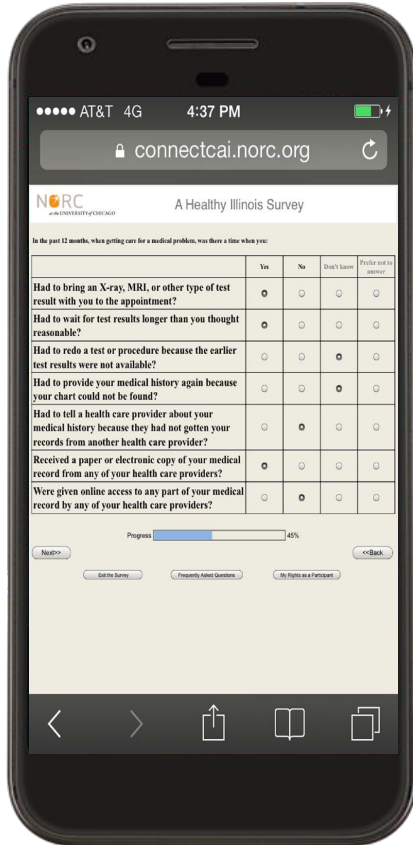 ●●●●● AT&T 4G 4:37 PM
connectcai.norc.org
NORC
at the UNIVERSITY of CHICAGO
A Healthy Illinois Survey
In the past 12 months, when getting care for a medical problem, was there a time when you:
Yes No Don't know Prefer not to
answer
Had to bring an X-ray, MRI, or other type of test
result with you to the appointment?
Had to wait for test results longer than you thought
reasonable?
Had to redo a test or procedure because the earlier
test results were not available?
Had to provide your medical history again because
your chart could not be found?
Had to tell a health care provider about your
medical history because they had not gotten your
records from another health care provider?
Received a paper or electronic copy of your medical
record from any of your health care providers?
Were given online access to any part of your medical
record by any of your health care providers?
Progress 45%
Next>> <<Back
Exit the Survey Frequently Asked Questions My Rights as a Participant